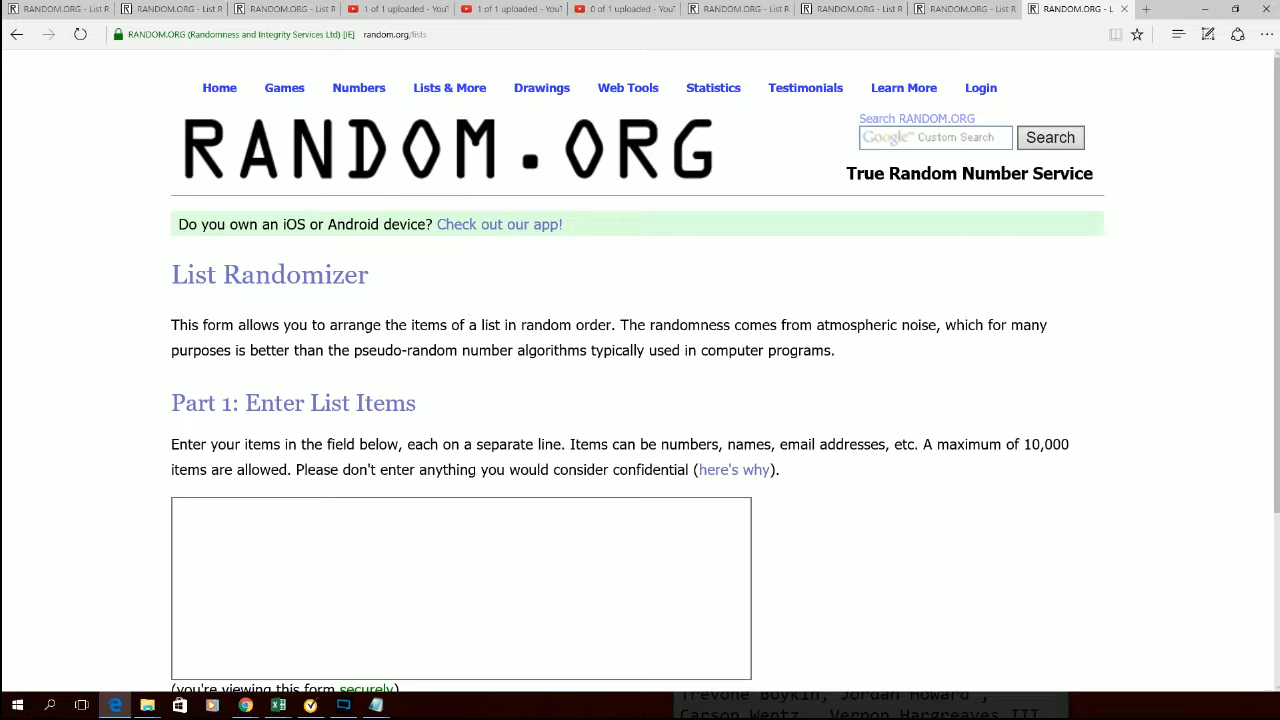 RANDOM.ORG - List R
RANDOM.ORG - List R
RANDOM.ORG - List R
1 of 1 uploaded - YouT
1 of 1 uploaded - YouT
0 of 1 uploaded - YouT
RANDOM.ORG - List R
RANDOM.ORG - List R
RANDOM.ORG - List R
RANDOM.ORG - L
RANDOM.ORG (Randomness and Integrity Services Ltd) [IE] random.org/lists
Home Games Numbers Lists & More Drawings Web Tools Statistics Testimonials Learn More Login
RANDOM.ORG
Search RANDOM.ORG
Google™ Custom Search Search
True Random Number Service
Do you own an iOS or Android device? Check out our app!
List Randomizer
This form allows you to arrange the items of a list in random order. The randomness comes from atmospheric noise, which for many
purposes is better than the pseudo-random number algorithms typically used in computer programs.
Part 1: Enter List Items
Enter your items in the field below, each on a separate line. Items can be numbers, names, email addresses, etc. A maximum of 10,000
items are allowed. Please don't enter anything you would consider confidential (here's why).
(you're viewing this form securely)
Trevone Boykin, Jordan Howard ,
Carson Wentz, Vernon Hargreaves III